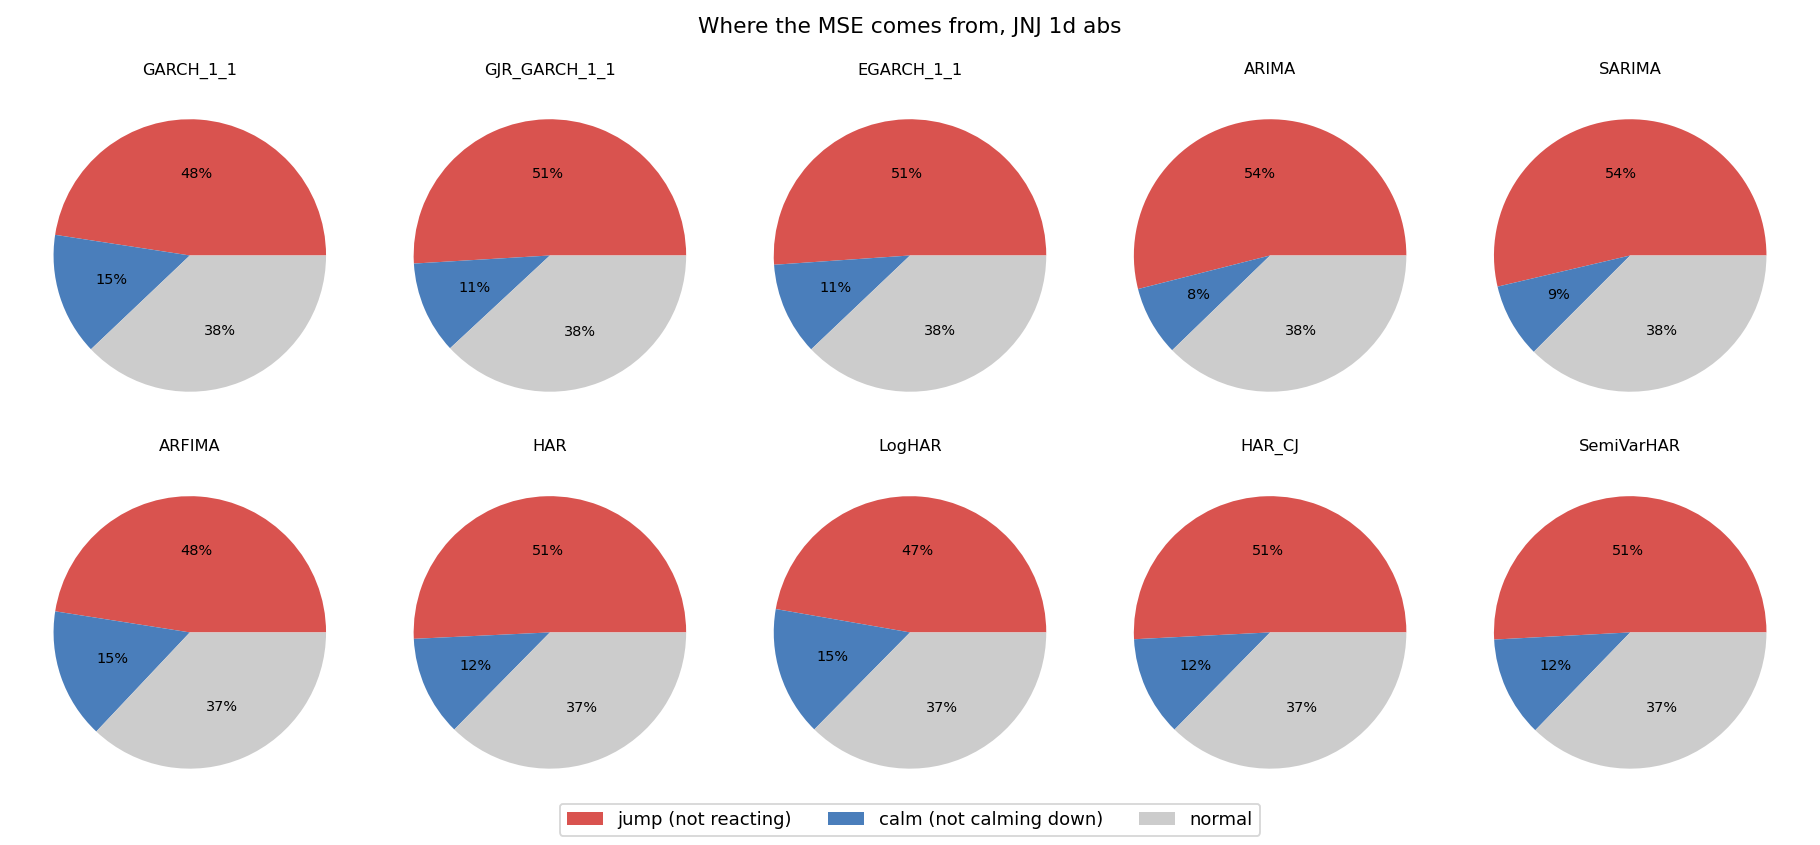 Where the MSE comes from, JNJ 1d abs
GARCH_1_1
GJR_GARCH_1_1
EGARCH_1_1
ARIMA
SARIMA
48%
15%
38%
51%
11%
38%
51%
11%
38%
54%
8%
38%
54%
9%
38%
ARFIMA
HAR
LogHAR
HAR_CJ
SemiVarHAR
48%
15%
37%
51%
12%
37%
47%
15%
37%
51%
12%
37%
51%
12%
37%
jump (not reacting)
calm (not calming down)
normal